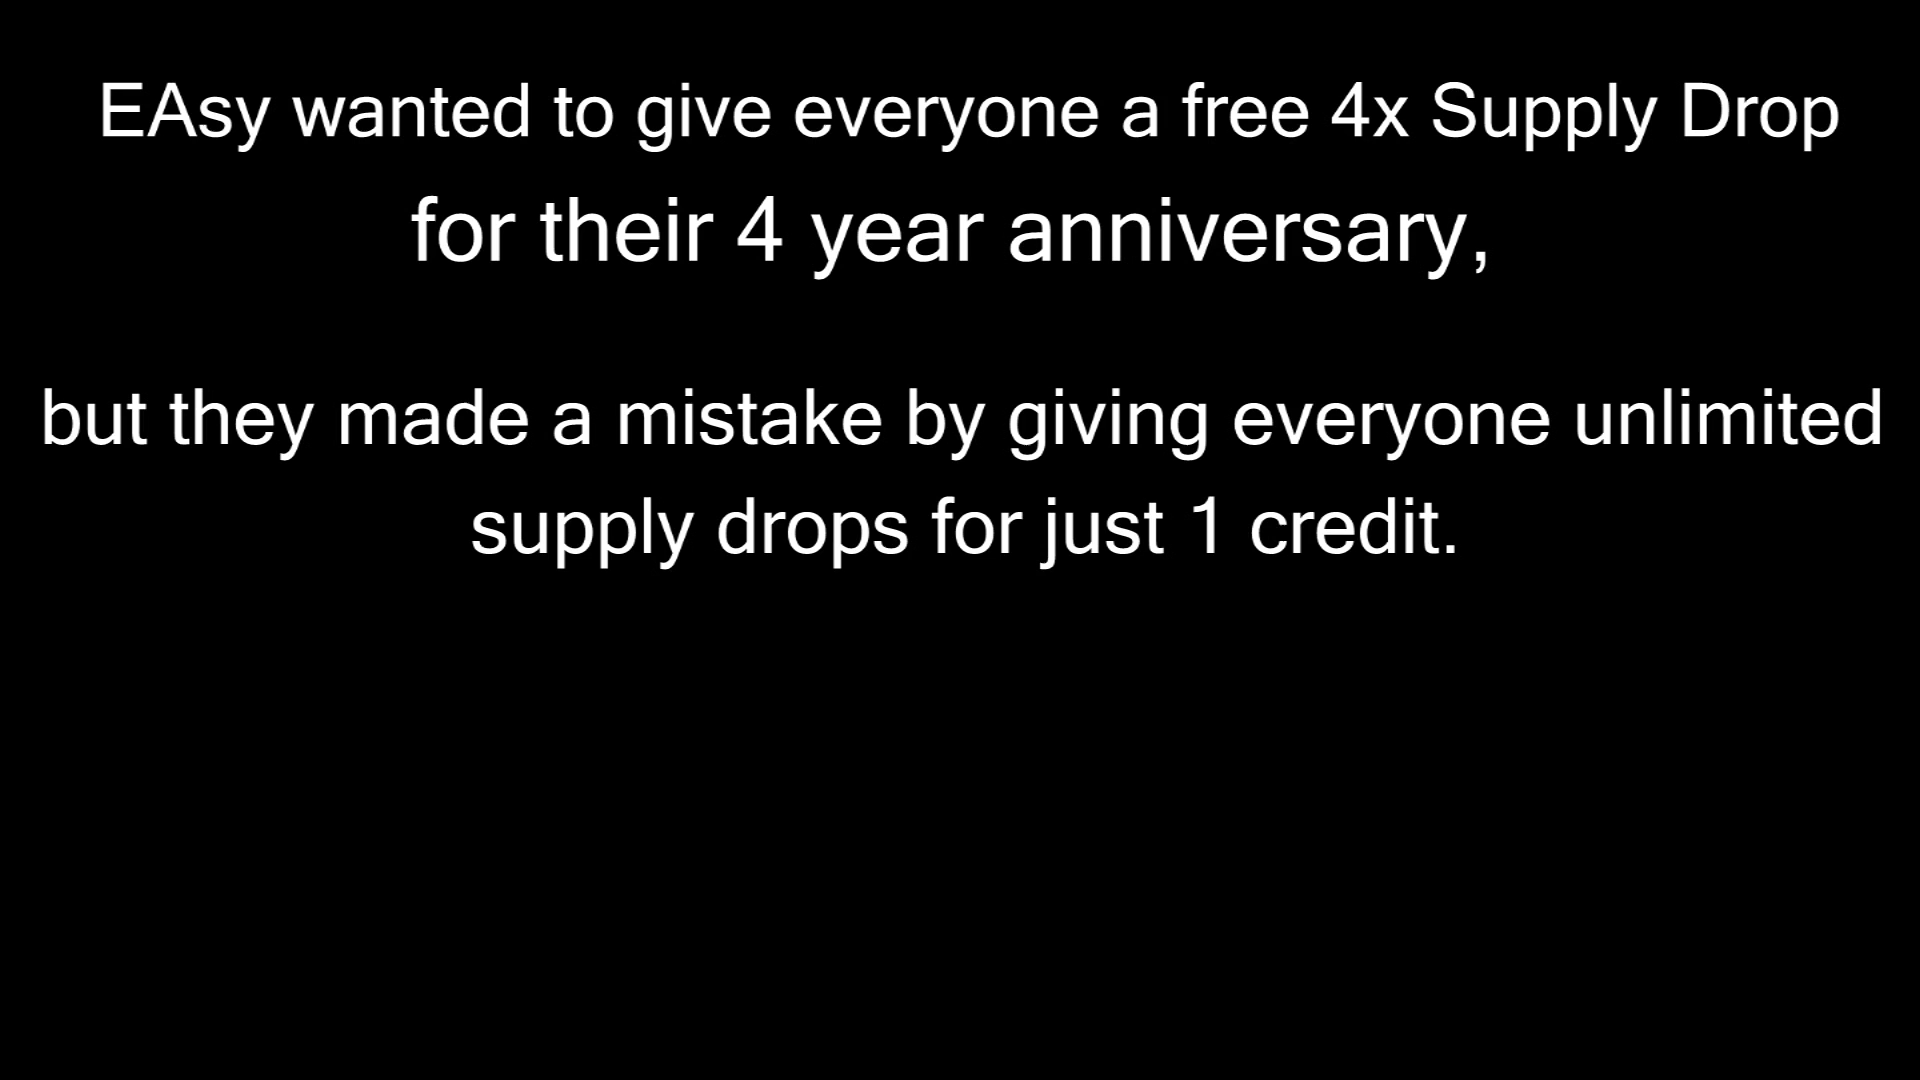 EAsy wanted to give everyone a free 4x Supply Drop
for their 4 year anniversary,
but they made a mistake by giving everyone unlimited
supply drops for just 1 credit.